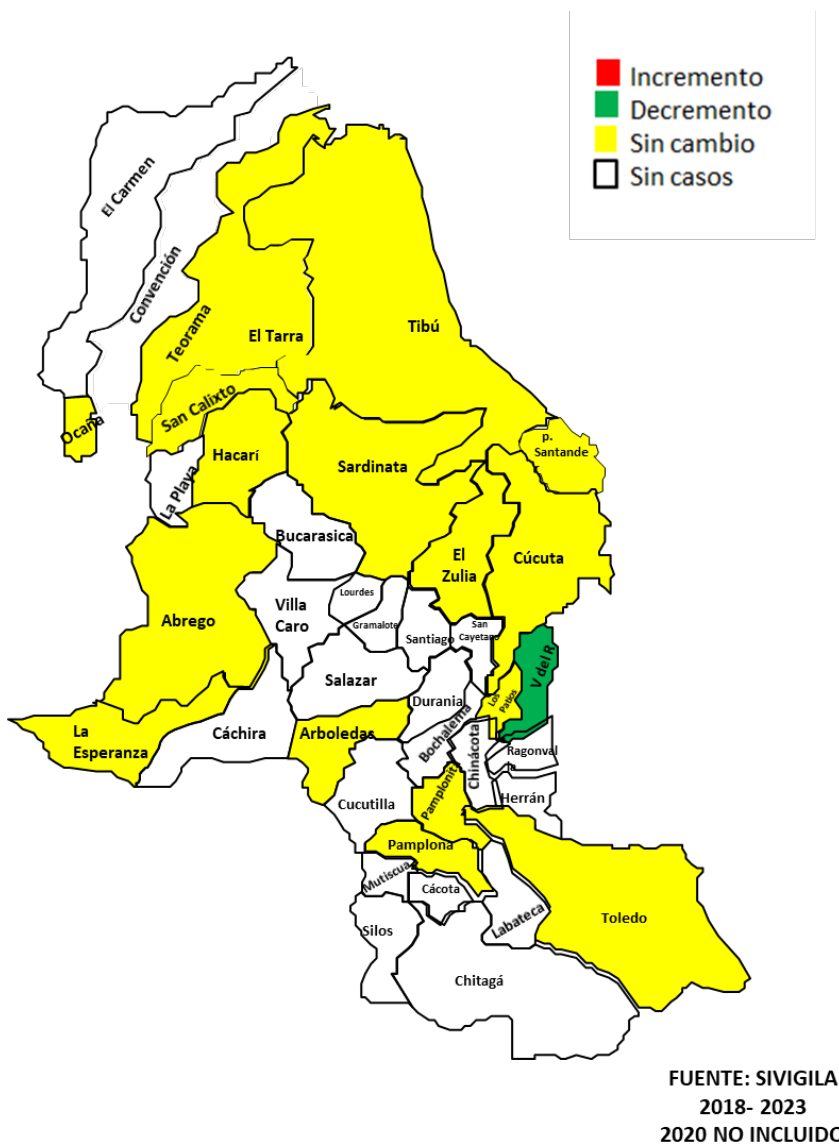 Incremento
Decremento
Sin cambio
Sin casos
El Carmen
Convención
Teorama
El Tarra
Tibú
San Calixto
Ocaña
Hacarí
La Playa
Sardinata
p.
Santande
Bucarasica
El
Zulia
Cúcuta
Abrego
Villa
Caro
Lourdes
Gramalote
Santiago
San
Cayetano
V del R
Salazar
Durania
Los
Patios
La
Esperanza
Cáchira
Arboledas
Bochalema
Chinácota
Ragonval
Herrán
Cucutilla
Pamplonita
Pamplona
Mutiscua
Cácota
Labateca
Toledo
Silos
Chitagá
FUENTE: SIVIGILA
2018- 2023
2020 NO INCLUIDO